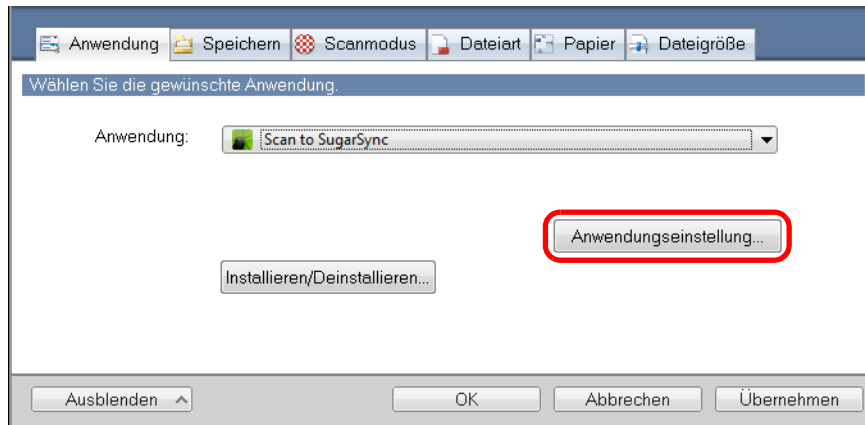 Anwendung Speichern Scanmodus Dateiart Papier Dateigröße
Wählen Sie die gewünschte Anwendung.
Anwendung: Scan to SugarSync
Anwendungseinstellung...
Installieren/Deinstallieren...
Ausblenden OK Abbrechen Übernehmen